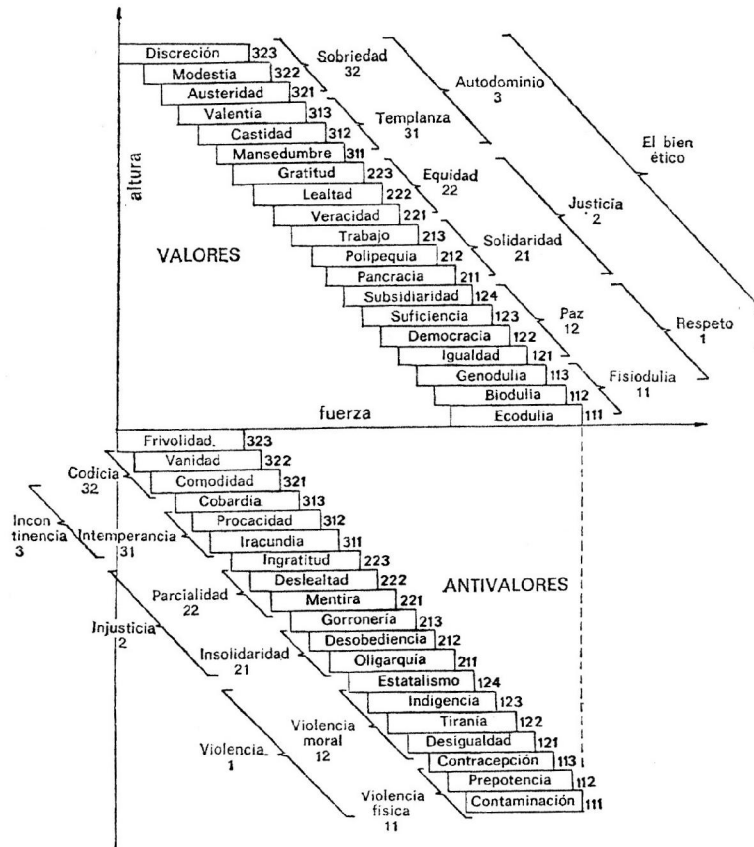 Discreción 323
Sobriedad
32
Modestia 322
Autodominio
3
Austeridad 321
Valentía 313
Templanza
31
Castidad 312
El bien
ético
Mansedumbre 311
altura
Gratitud 223
Equidad
22
Lealtad 222
Justicia
2
Veracidad 221
Trabajo 213
Solidaridad
21
VALORES
Polipequia 212
Pancracia 211
Subsidiaridad 124
Suficiencia 123
Paz
12
Respeto
1
Democracia 122
Igualdad 121
Genodulia 113
Fisiodulia
11
Biodulia 112
fuerza
Ecodulia 111
Frivolidad 323
Vanidad 322
Codicia
32
Comodidad 321
Cobardía 313
Procacidad 312
Incon
tinencia
3
Intemperancia
31
Iracundia 311
Ingratitud 223
Deslealtad 222
ANTIVALORES
Parcialidad
22
Mentira 221
Gorronería 213
Injusticia
2
Desobediencia 212
Insolidaridad
21
Oligarquía 211
Estatalismo 124
Indigencia 123
Tiranía 122
Violencia
moral
12
Desigualdad 121
Violencia
1
Contracepción 113
Prepotencia 112
Violencia
física
11
Contaminación 111